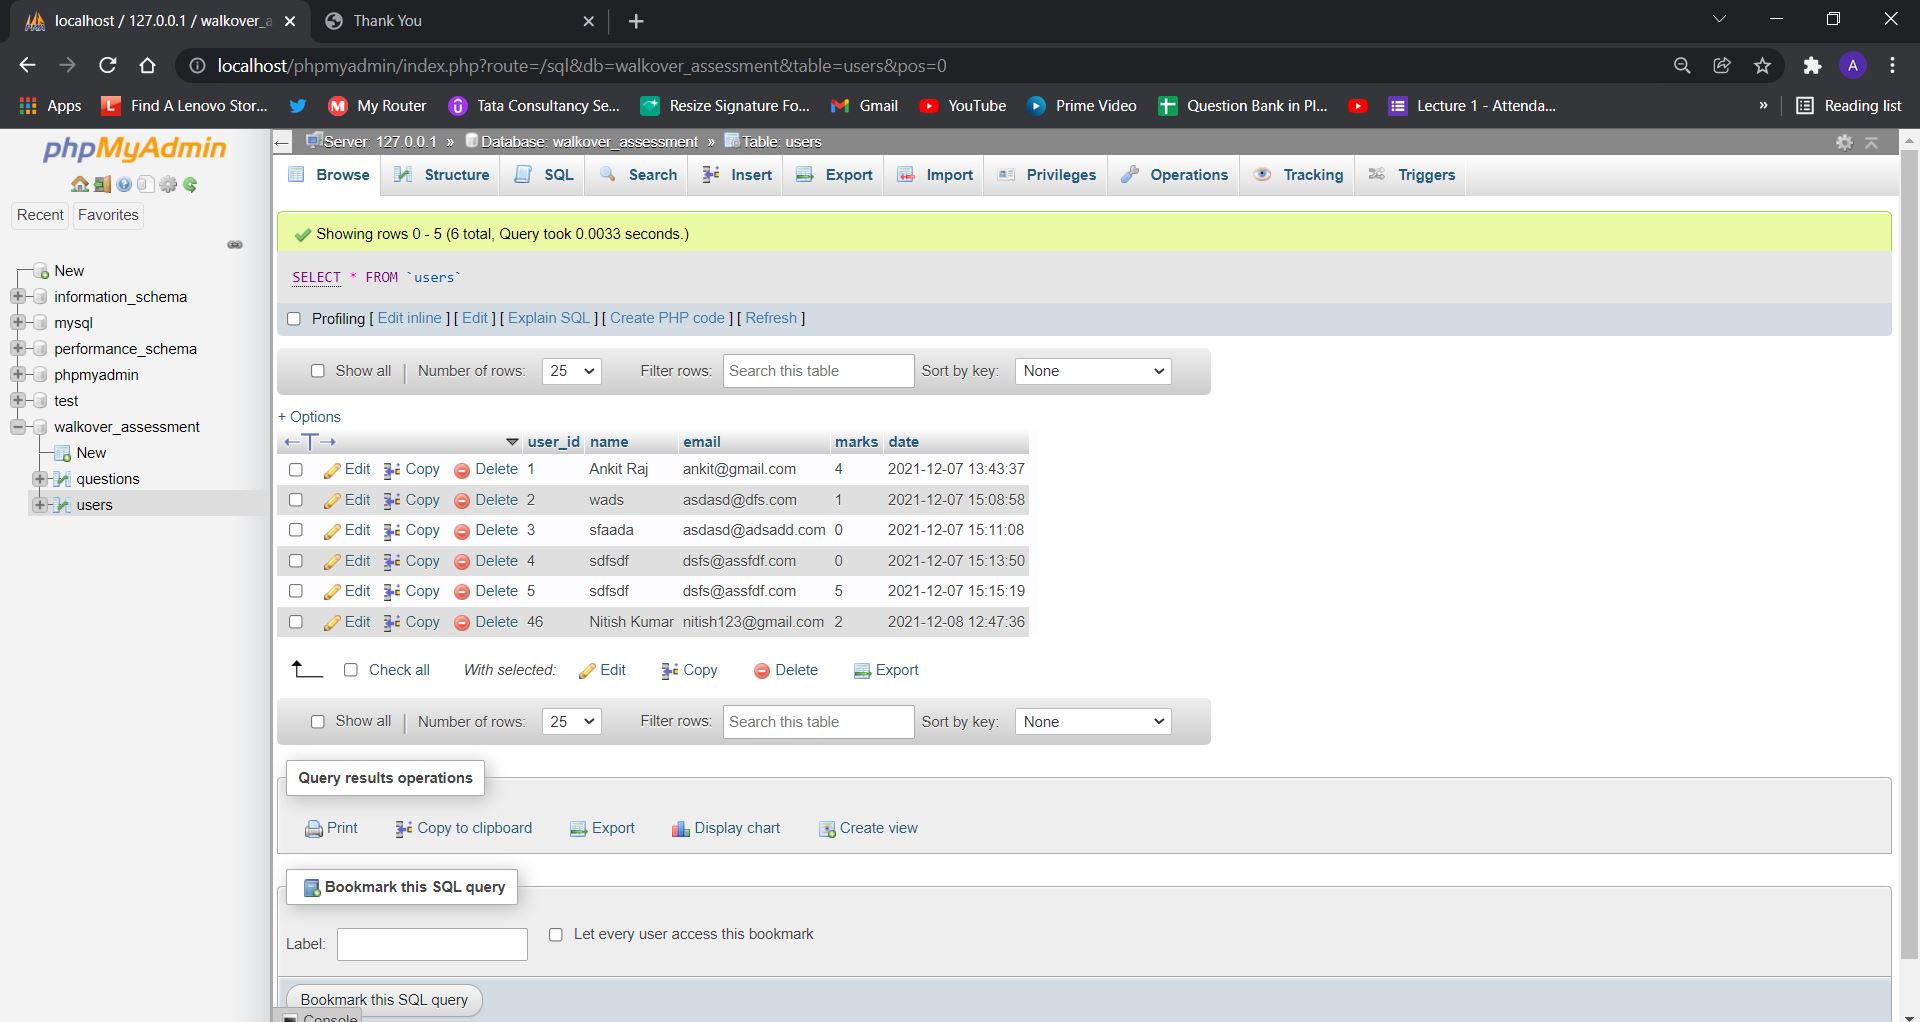 localhost / 127.0.0.1 / walkover_a
Thank You
localhost/phpmyadmin/index.php?route=/sql&db=walkover_assessment&table=users&pos=0
A
Apps
Find A Lenovo Stor...
My Router
Tata Consultancy Se...
Resize Signature Fo...
Gmail
YouTube
Prime Video
Question Bank in Pl...
Lecture 1 - Attenda...
»
Reading list
phpMyAdmin
Recent
Favorites
New
information_schema
mysql
performance_schema
phpmyadmin
test
walkover_assessment
New
questions
users
Server: 127.0.0.1 » Database: walkover_assessment » Table: users
Browse Structure SQL Search Insert Export Import Privileges Operations Tracking Triggers
Showing rows 0 - 5 (6 total, Query took 0.0033 seconds.)
SELECT * FROM `users`
Profiling [ Edit inline ] [ Edit ] [ Explain SQL ] [ Create PHP code ] [ Refresh ]
Show all | Number of rows: 25 Filter rows: Search this table Sort by key: None
+ Options
←T→ user_id name email marks date
Edit Copy Delete 1 Ankit Raj ankit@gmail.com 4 2021-12-07 13:43:37
Edit Copy Delete 2 wads asdasd@dfs.com 1 2021-12-07 15:08:58
Edit Copy Delete 3 sfaada asdasd@adsadd.com 0 2021-12-07 15:11:08
Edit Copy Delete 4 sdfsdf dsfs@assfdf.com 0 2021-12-07 15:13:50
Edit Copy Delete 5 sdfsdf dsfs@assfdf.com 5 2021-12-07 15:15:19
Edit Copy Delete 46 Nitish Kumar nitish123@gmail.com 2 2021-12-08 12:47:36
Check all With selected: Edit Copy Delete Export
Show all | Number of rows: 25 Filter rows: Search this table Sort by key: None
Query results operations
Print Copy to clipboard Export Display chart Create view
Bookmark this SQL query
Label: Let every user access this bookmark
Bookmark this SQL query
Console